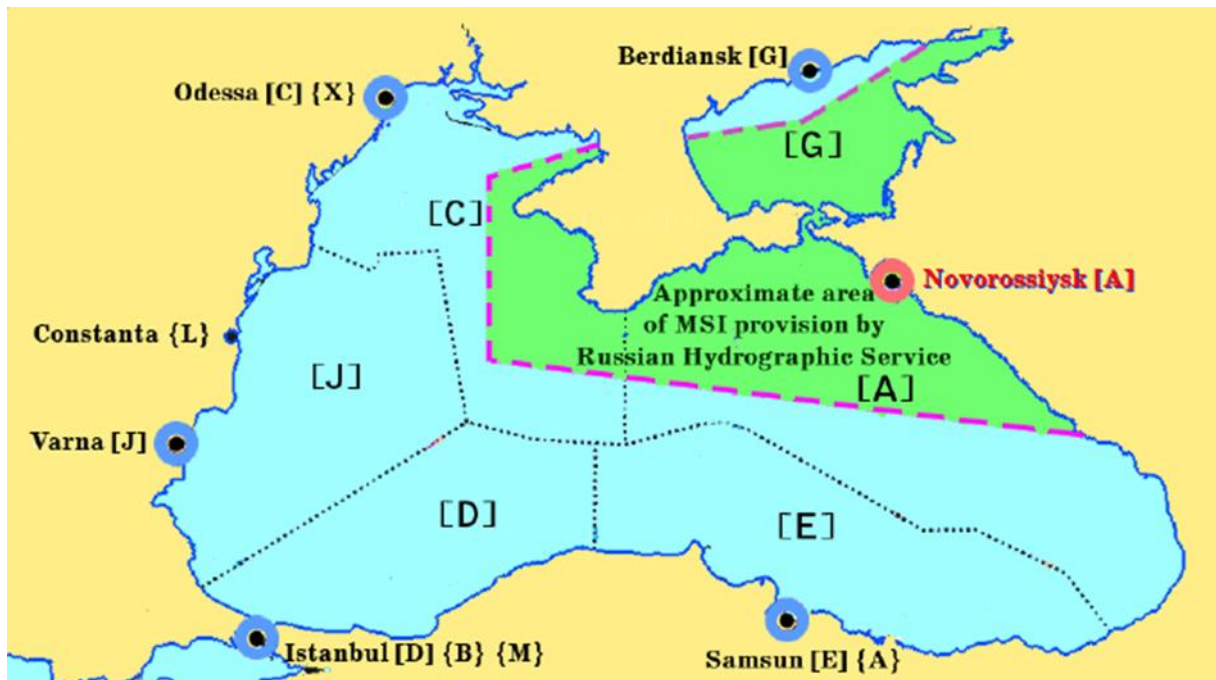 Berdiansk [G]
Odessa [C] {X}
[G]
[C]
Novorossiysk [A]
Approximate area
of MSI provision by
Russian Hydrographic Service
Constanta {L}
[J]
[A]
Varna [J]
[D]
[E]
Istanbul [D] {B} {M}
Samsun [E] {A}